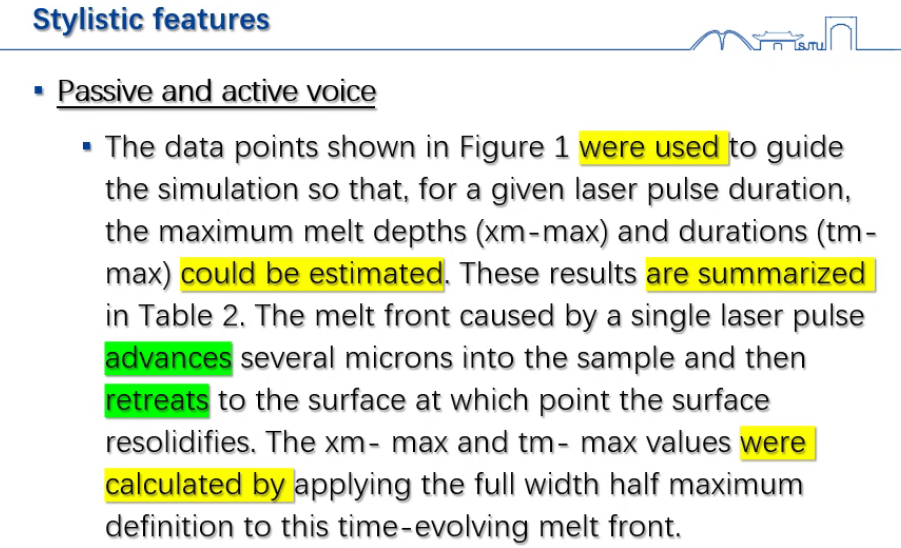 Stylistic features
Passive and active voice
The data points shown in Figure 1 were used to guide
the simulation so that, for a given laser pulse duration,
the maximum melt depths (xm-max) and durations (tm-
max) could be estimated. These results are summarized
in Table 2. The melt front caused by a single laser pulse
advances several microns into the sample and then
retreats to the surface at which point the surface
resolidifies. The xm- max and tm- max values were
calculated by applying the full width half maximum
definition to this time-evolving melt front.